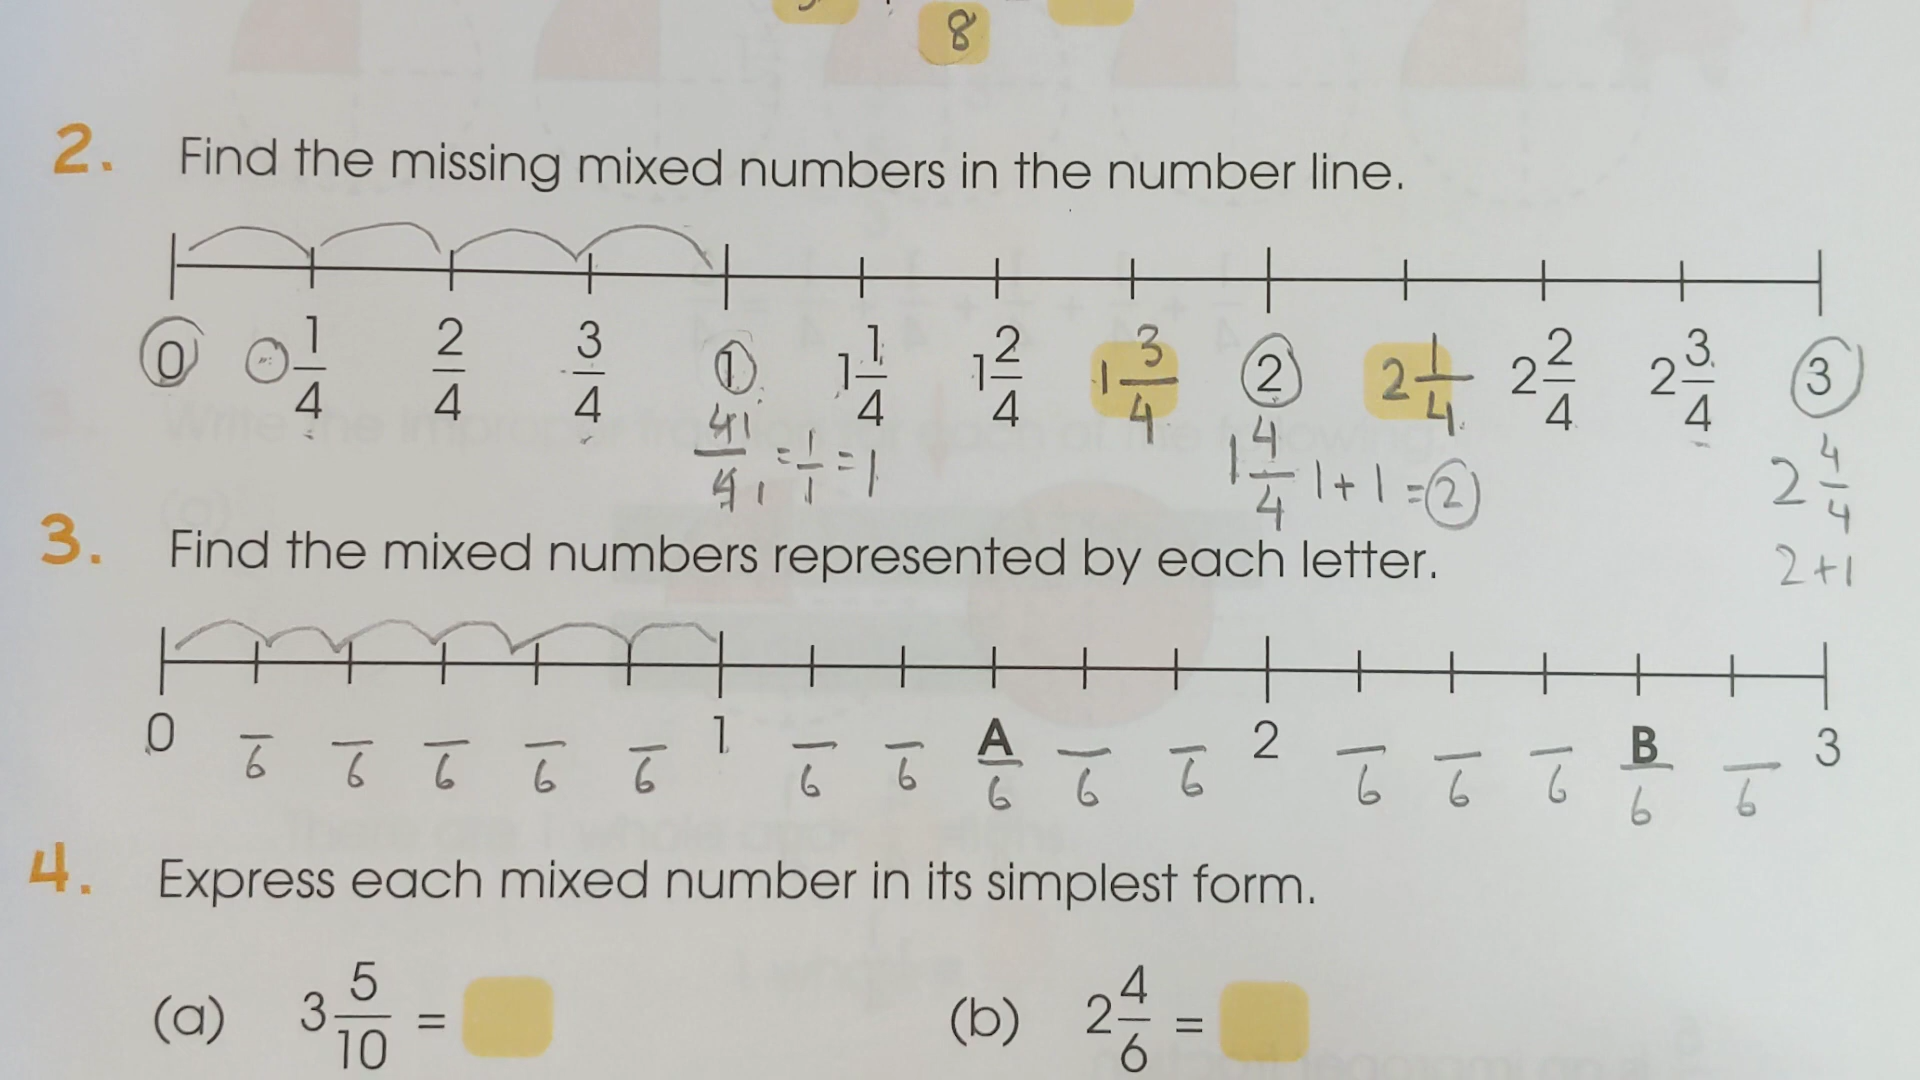 8
2. Find the missing mixed numbers in the number line.
0 0 1/4 2/4 3/4 1 1 1/4 1 2/4 1 3/4 2 2 1/4 2 2/4 2 3/4 3
4 1/4 1 = 1/1 = 1 1 4/4 1+1 = 2 2 4/4
2+1
3. Find the mixed numbers represented by each letter.
0 /6 /6 /6 /6 /6 1 /6 /6 A/6 /6 /6 2 /6 /6 /6 B/6 /6 3
4. Express each mixed number in its simplest form.
(a) 3 5/10 = (b) 2 4/6 =